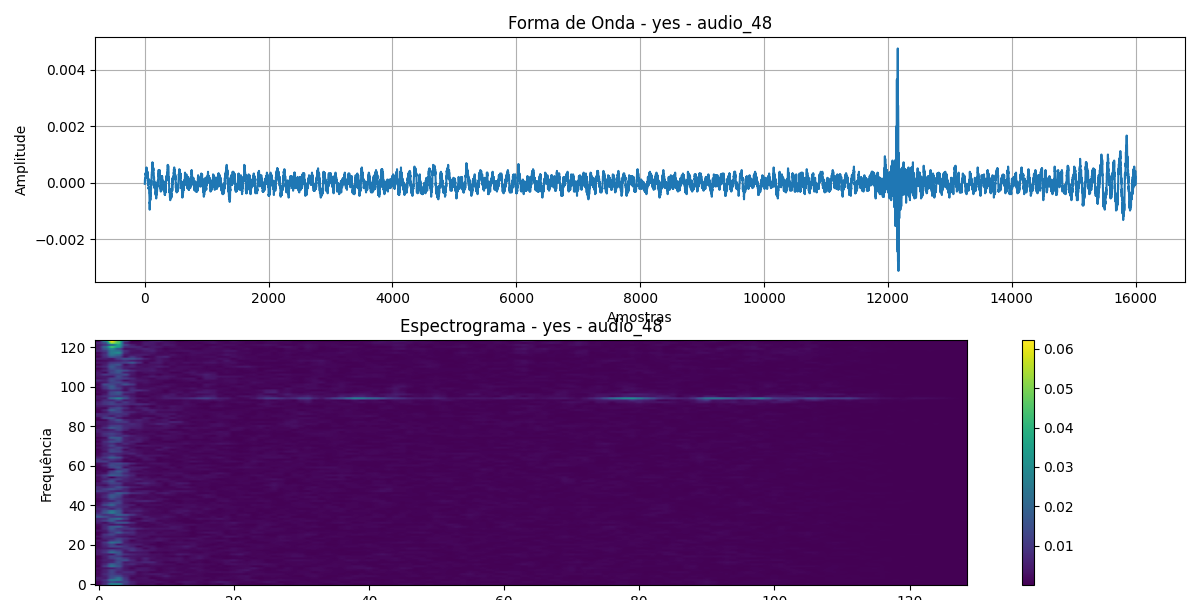 Forma de Onda - yes - audio_48
Amplitude
0.004
0.002
0.000
−0.002
0 2000 4000 6000 8000 10000 12000 14000 16000
Amostras
Espectrograma - yes - audio_48
Frequência
120
100
80
60
40
20
0
0 20 40 60 80 100 120
0.06
0.05
0.04
0.03
0.02
0.01